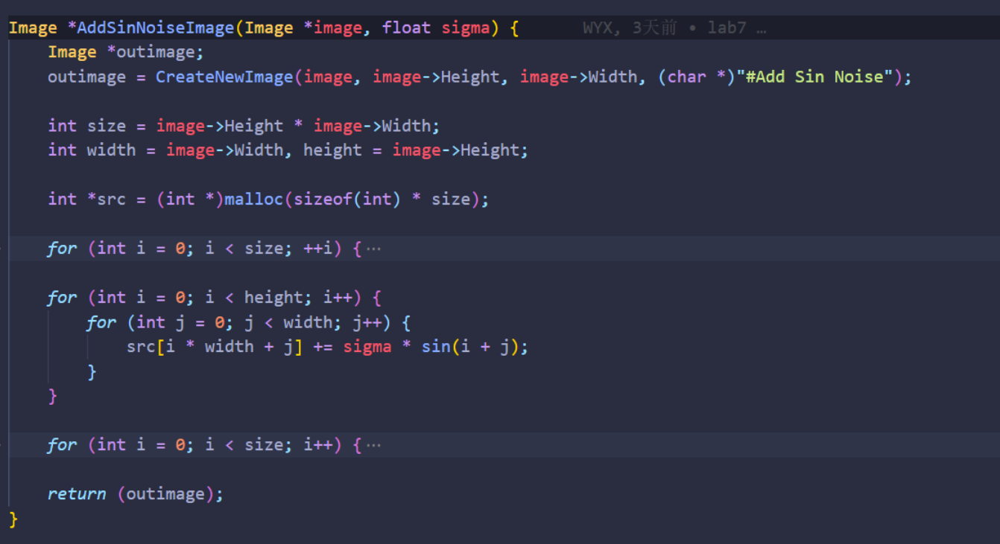 Image *AddSinNoiseImage(Image *image, float sigma) {        WYX, 3天前 • lab7 …
    Image *outimage;
    outimage = CreateNewImage(image, image->Height, image->Width, (char *)"#Add Sin Noise");
    int size = image->Height * image->Width;
    int width = image->Width, height = image->Height;
    int *src = (int *)malloc(sizeof(int) * size);
    for (int i = 0; i < size; ++i) {…
    for (int i = 0; i < height; i++) {
        for (int j = 0; j < width; j++) {
            src[i * width + j] += sigma * sin(i + j);
        }
    }
    for (int i = 0; i < size; i++) {…
    return (outimage);
}